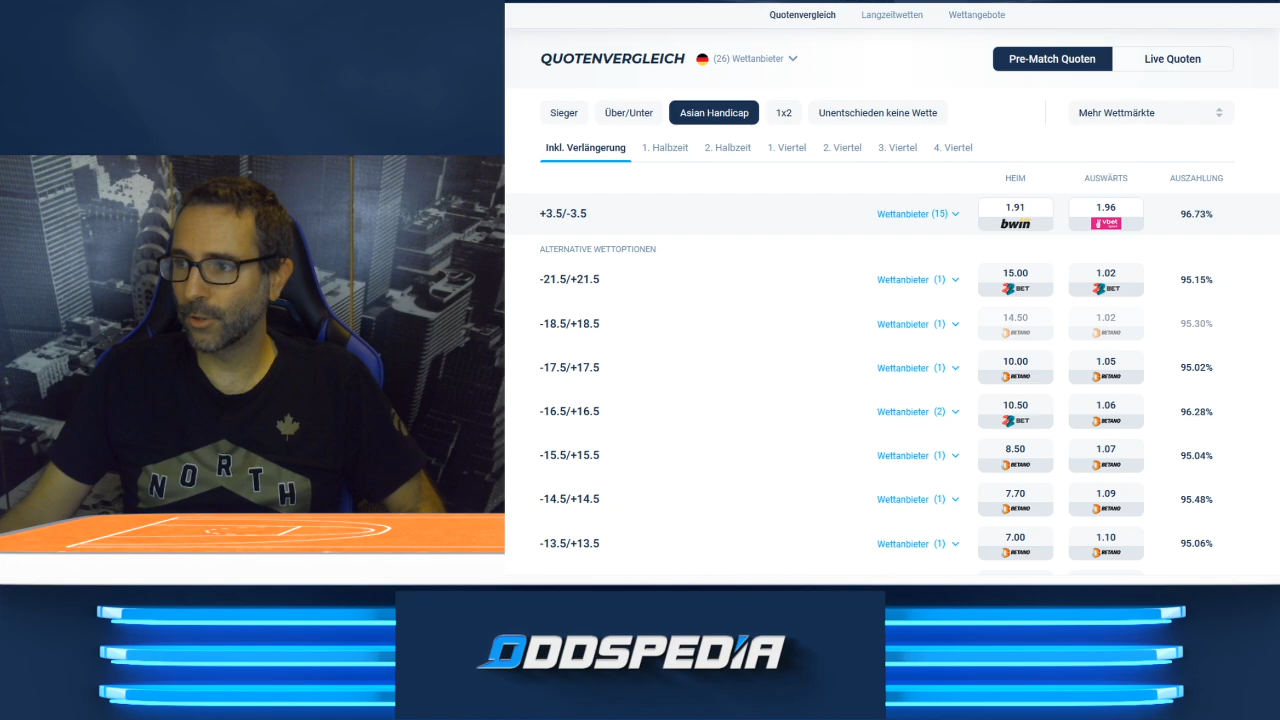 Quotenvergleich Langzeitwetten Wettangebote
QUOTENVERGLEICH (26) Wettanbieter Pre-Match Quoten Live Quoten
Sieger Über/Unter Asian Handicap 1x2 Unentschieden keine Wette Mehr Wettmärkte
Inkl. Verlängerung 1. Halbzeit 2. Halbzeit 1. Viertel 2. Viertel 3. Viertel 4. Viertel
HEIM AUSWÄRTS AUSZAHLUNG
+3.5/-3.5 Wettanbieter (15) 1.91 bwin 1.96 vbet 96.73%
ALTERNATIVE WETTOPTIONEN
-21.5/+21.5 Wettanbieter (1) 15.00 22BET 1.02 22BET 95.15%
-18.5/+18.5 Wettanbieter (1) 14.50 BETANO 1.02 BETANO 95.30%
-17.5/+17.5 Wettanbieter (1) 10.00 BETANO 1.05 BETANO 95.02%
-16.5/+16.5 Wettanbieter (2) 10.50 22BET 1.06 BETANO 96.28%
-15.5/+15.5 Wettanbieter (1) 8.50 BETANO 1.07 BETANO 95.04%
-14.5/+14.5 Wettanbieter (1) 7.70 BETANO 1.09 BETANO 95.48%
-13.5/+13.5 Wettanbieter (1) 7.00 BETANO 1.10 BETANO 95.06%
NORTH
ODDSPEDIA